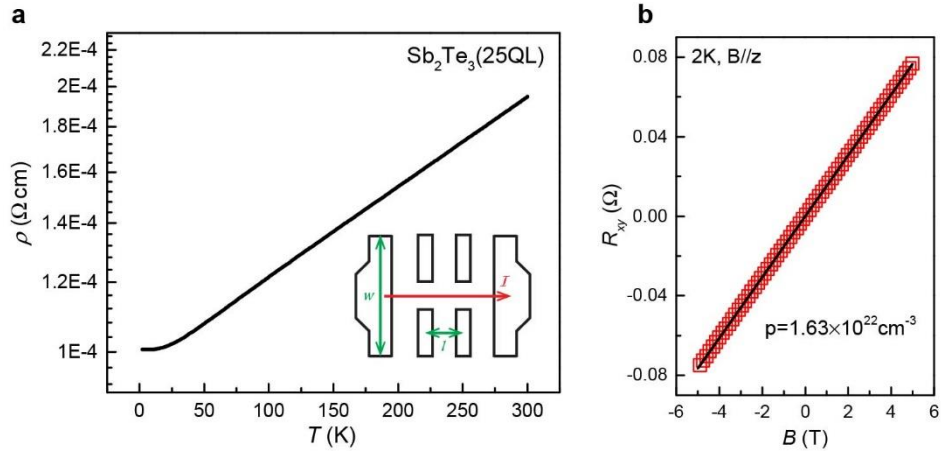 a
Sb₂Te₃(25QL)
2.2E-4
2E-4
1.8E-4
1.6E-4
1.4E-4
1.2E-4
1E-4
ρ (Ω cm)
w
I
l
0 50 100 150 200 250 300
T (K)
b
2K, B//z
0.08
0.04
0.00
-0.04
-0.08
R_xy (Ω)
p=1.63×10²²cm⁻³
-6 -4 -2 0 2 4 6
B (T)